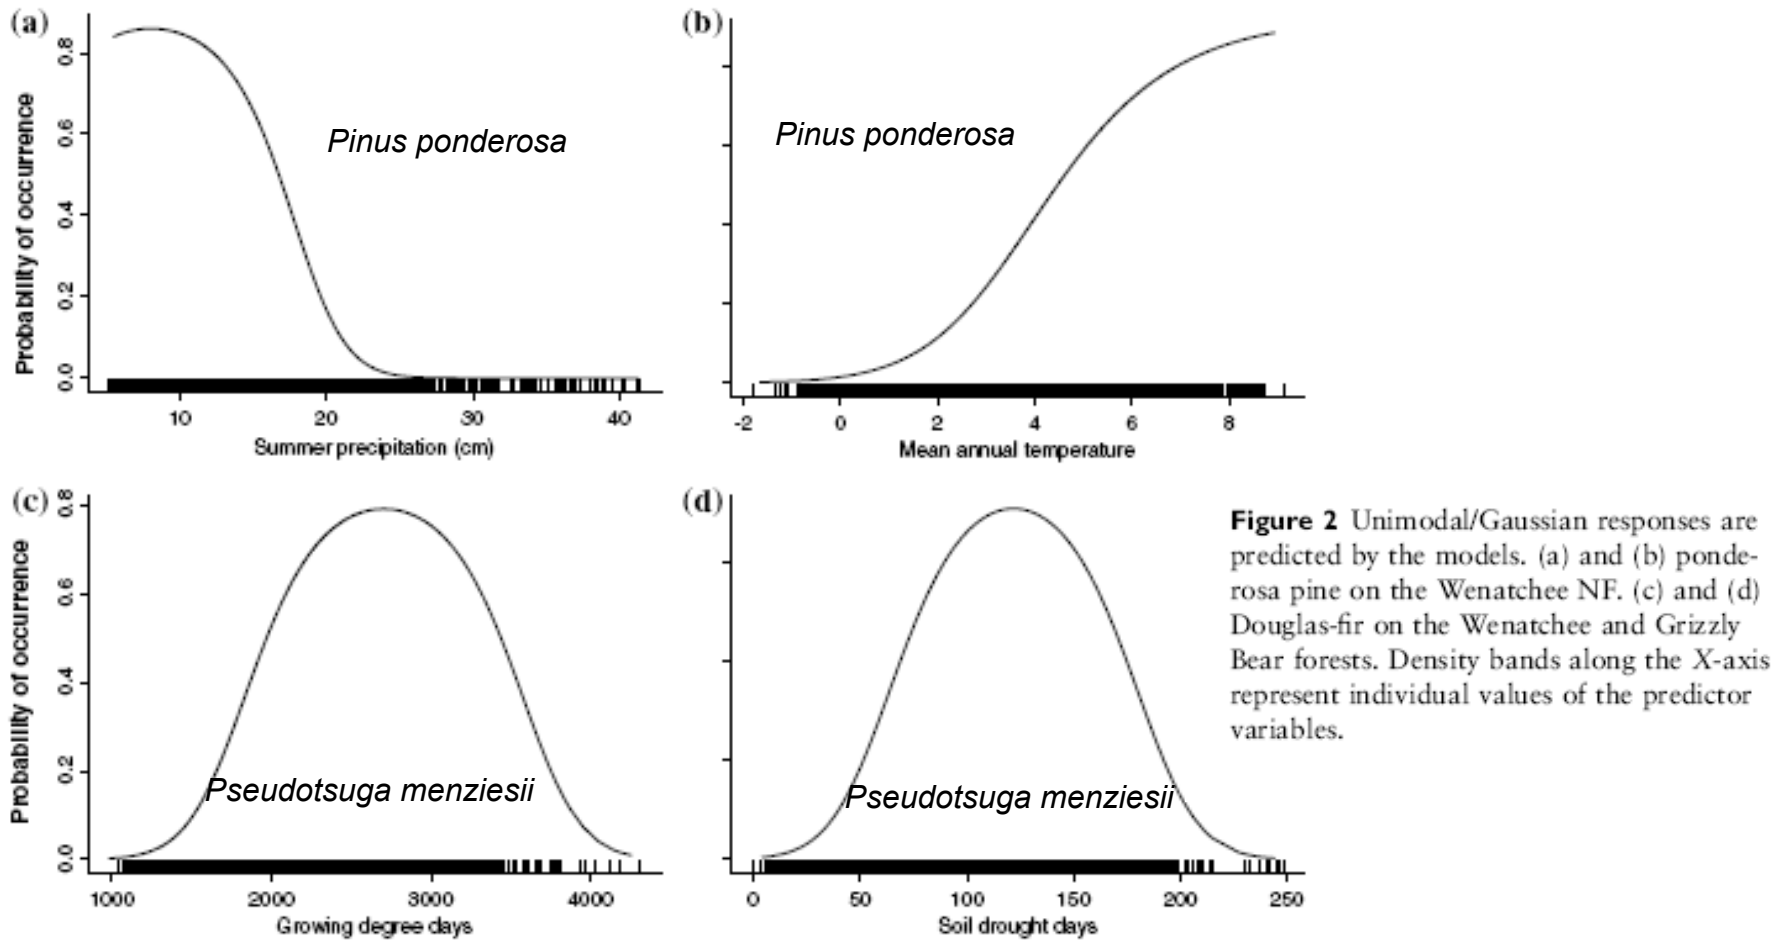 (a)
Probability of occurrence
0.8
0.6
0.4
0.2
0.0
Pinus ponderosa
10 20 30 40
Summer precipitation (cm)
(b)
Pinus ponderosa
-2 0 2 4 6 8
Mean annual temperature
(c)
Probability of occurrence
0.8
0.6
0.4
0.2
0.0
Pseudotsuga menziesii
1000 2000 3000 4000
Growing degree days
(d)
Pseudotsuga menziesii
0 50 100 150 200 250
Soil drought days
Figure 2 Unimodal/Gaussian responses are
predicted by the models. (a) and (b) ponde-
rosa pine on the Wenatchee NF. (c) and (d)
Douglas-fir on the Wenatchee and Grizzly
Bear forests. Density bands along the X-axis
represent individual values of the predictor
variables.